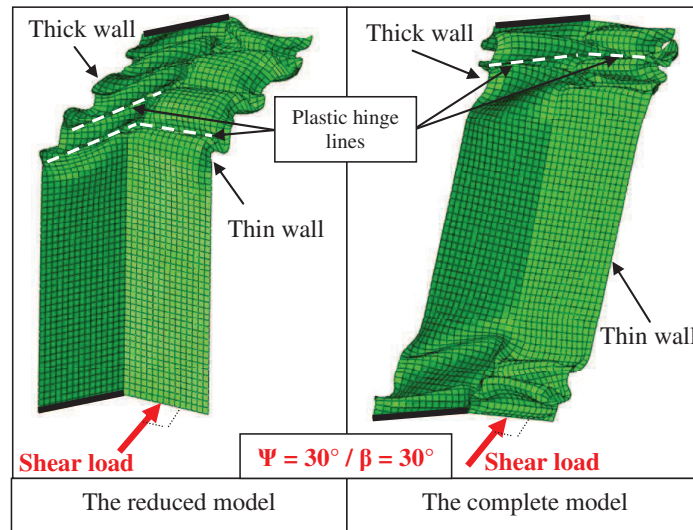 Thick wall
Plastic hinge
lines
Thin wall
Shear load
The reduced model
Thick wall
Thin wall
Shear load
Ψ = 30° / β = 30°
The complete model